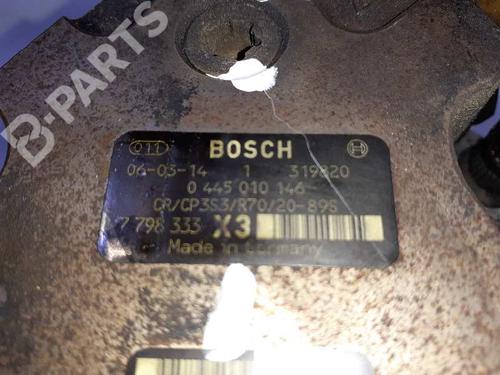 B-PARTS
011 BOSCH
06-03-14 1 319820
0 445 010 146
CR/CP3S3/R70/20-89S
7 798 333 X3
Made in Germany